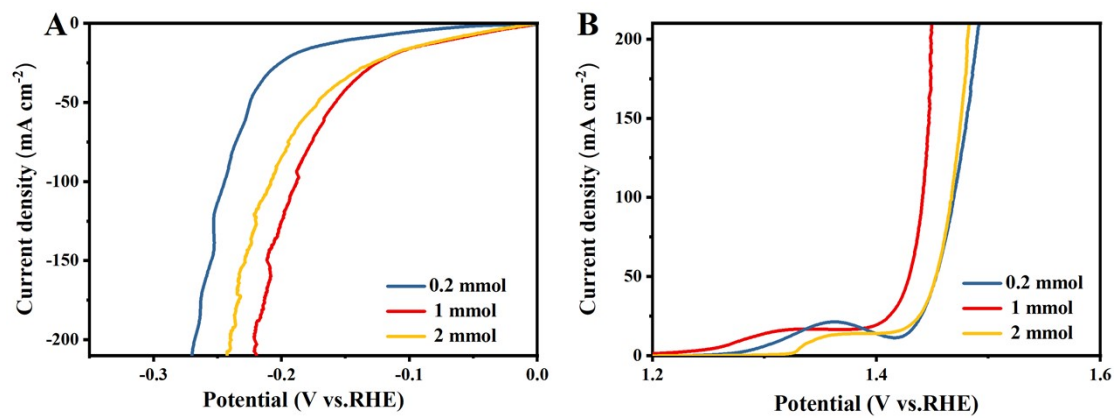 A
0
-50
-100
-150
-200
Current density (mA cm⁻²)
-0.3
-0.2
-0.1
0.0
Potential (V vs.RHE)
0.2 mmol
1 mmol
2 mmol
B
200
150
100
50
0
Current density (mA cm⁻²)
1.2
1.4
1.6
Potential (V vs.RHE)
0.2 mmol
1 mmol
2 mmol